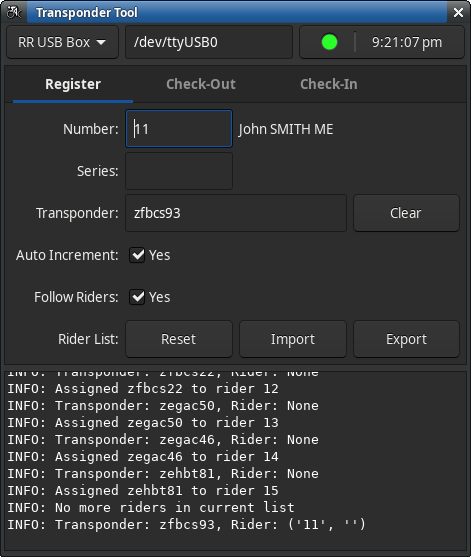 Transponder Tool
RR USB Box /dev/ttyUSB0 9:21:07 pm
Register Check-Out Check-In
Number: 11 John SMITH ME
Series:
Transponder: zfbcs93 Clear
Auto Increment: Yes
Follow Riders: Yes
Rider List: Reset Import Export
INFO: Transponder: zfbcs22, Rider: None
INFO: Assigned zfbcs22 to rider 12
INFO: Transponder: zegac50, Rider: None
INFO: Assigned zegac50 to rider 13
INFO: Transponder: zegac46, Rider: None
INFO: Assigned zegac46 to rider 14
INFO: Transponder: zehbt81, Rider: None
INFO: Assigned zehbt81 to rider 15
INFO: No more riders in current list
INFO: Transponder: zfbcs93, Rider: ('11', '')